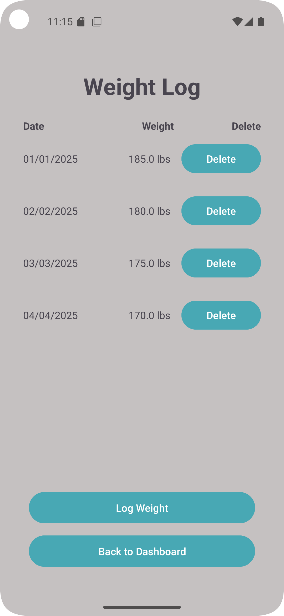 11:15
Weight Log
Date Weight Delete
01/01/2025 185.0 lbs Delete
02/02/2025 180.0 lbs Delete
03/03/2025 175.0 lbs Delete
04/04/2025 170.0 lbs Delete
Log Weight
Back to Dashboard